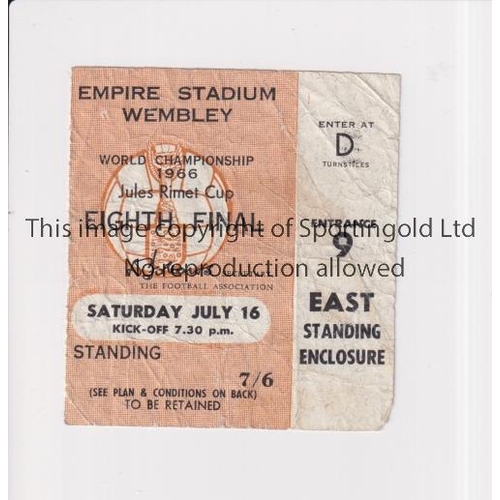 EMPIRE STADIUM
WEMBLEY
WORLD CHAMPIONSHIP
1966
Jules Rimet Cup
EIGHTH FINAL
THE FOOTBALL ASSOCIATION
SATURDAY JULY 16
KICK-OFF 7.30 p.m.
STANDING
7/6
(SEE PLAN & CONDITIONS ON BACK)
TO BE RETAINED
ENTER AT
D
TURNSTILES
ENTRANCE
9
EAST
STANDING
ENCLOSURE
This image copyright of Sportingold Ltd.
No reproduction allowed